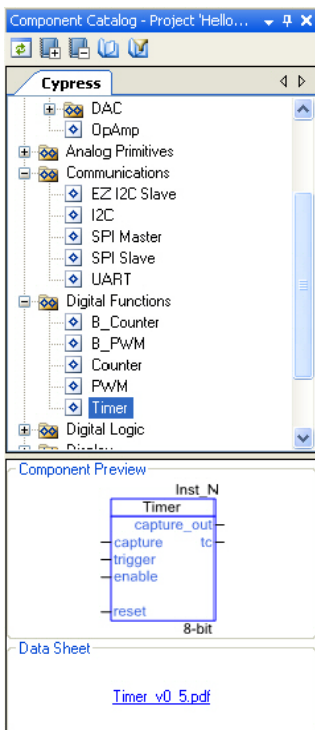 Component Catalog - Project 'Hello...
Cypress
DAC
OpAmp
Analog Primitives
Communications
EZ I2C Slave
I2C
SPI Master
SPI Slave
UART
Digital Functions
B_Counter
B_PWM
Counter
PWM
Timer
Digital Logic
Display
Component Preview
Inst_N
Timer
capture_out
capture tc
trigger
enable
reset
8-bit
Data Sheet
Timer_v0_5.pdf